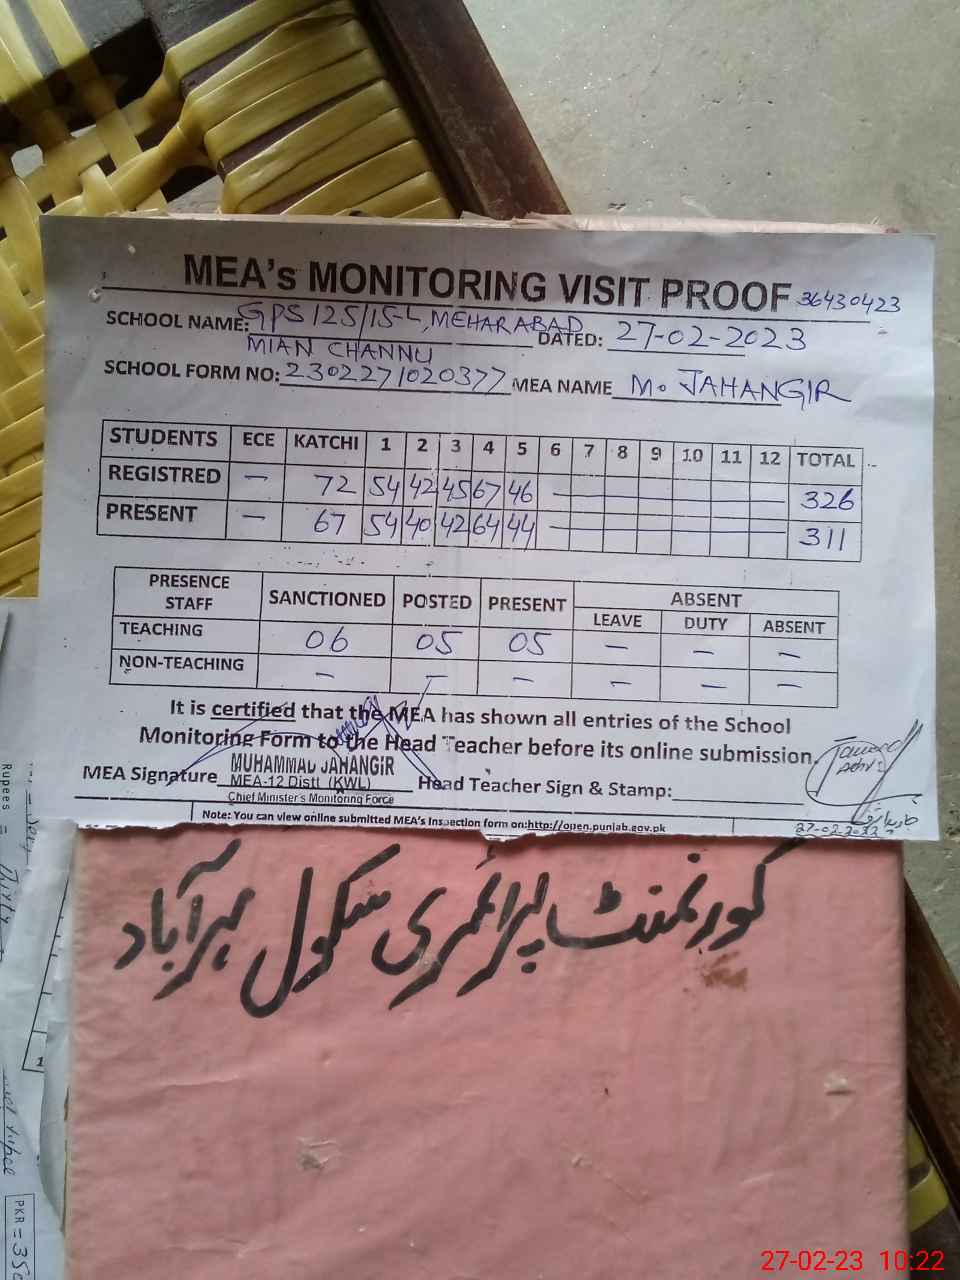 MEA's MONITORING VISIT PROOF 36430423
SCHOOL NAME: GPS 125/15-L, MEHARABAD DATED: 27-02-2023
MIAN CHANNU
SCHOOL FORM NO: 2302271020377 MEA NAME M. JAHANGIR
STUDENTS ECE KATCHI 1 2 3 4 5 6 7 8 9 10 11 12 TOTAL
REGISTRED — 72 54 42 45 67 46 — 326
PRESENT — 67 54 40 42 64 44 — 311
PRESENCE STAFF SANCTIONED POSTED PRESENT ABSENT
LEAVE DUTY ABSENT
TEACHING 06 05 05 — — —
NON-TEACHING — — — — — —
It is certified that the MEA has shown all entries of the School
Monitoring Form to the Head Teacher before its online submission.
MEA Signature MUHAMMAD JAHANGIR
MEA-12 Distt (KWL) Head Teacher Sign & Stamp:
Chief Minister's Monitoring Force
Note: You can view online submitted MEA's Inspection form on:http://open.punjab.gov.pk
27-02-2023
گورنمنٹ پرائمری سکول مہرآباد
Rupees =
PKR = 350
27-02-23 10:22